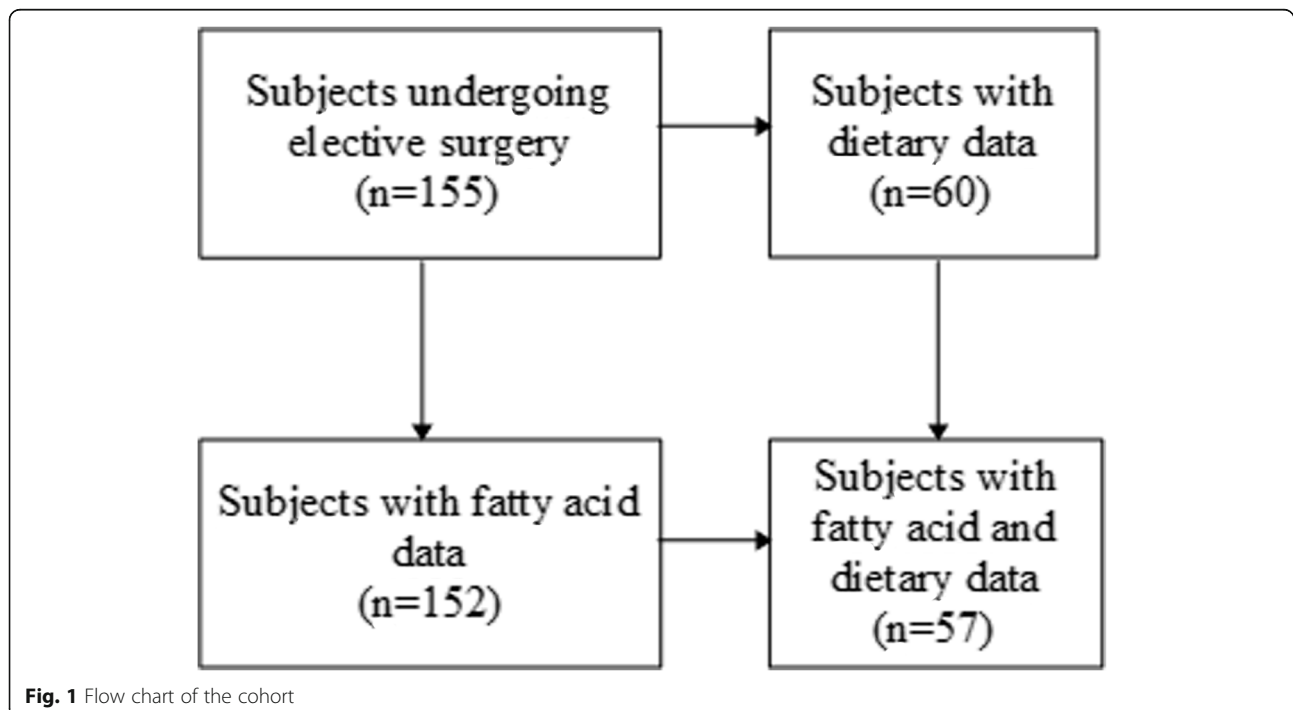 Subjects undergoing
elective surgery
(n=155)
Subjects with
dietary data
(n=60)
Subjects with fatty acid
data
(n=152)
Subjects with
fatty acid and
dietary data
(n=57)
Fig. 1 Flow chart of the cohort